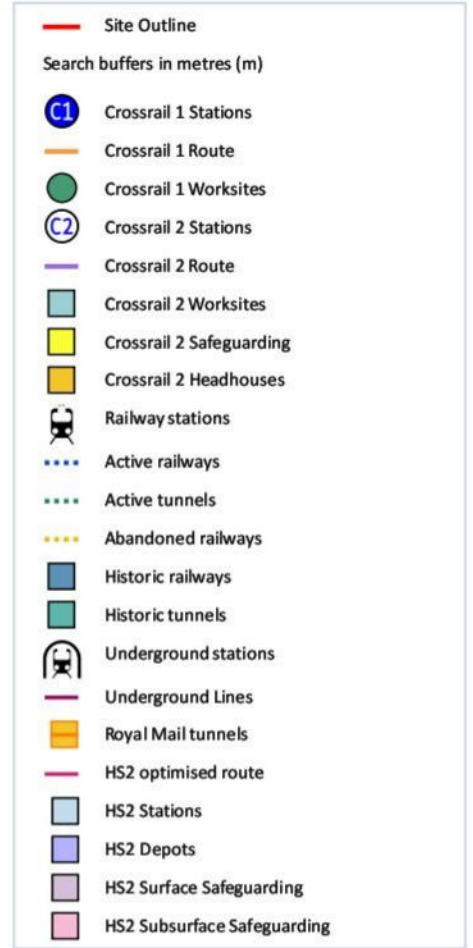 Site Outline
Search buffers in metres (m)
C1 Crossrail 1 Stations
Crossrail 1 Route
Crossrail 1 Worksites
C2 Crossrail 2 Stations
Crossrail 2 Route
Crossrail 2 Worksites
Crossrail 2 Safeguarding
Crossrail 2 Headhouses
Railway stations
Active railways
Active tunnels
Abandoned railways
Historic railways
Historic tunnels
Underground stations
Underground Lines
Royal Mail tunnels
HS2 optimised route
HS2 Stations
HS2 Depots
HS2 Surface Safeguarding
HS2 Subsurface Safeguarding